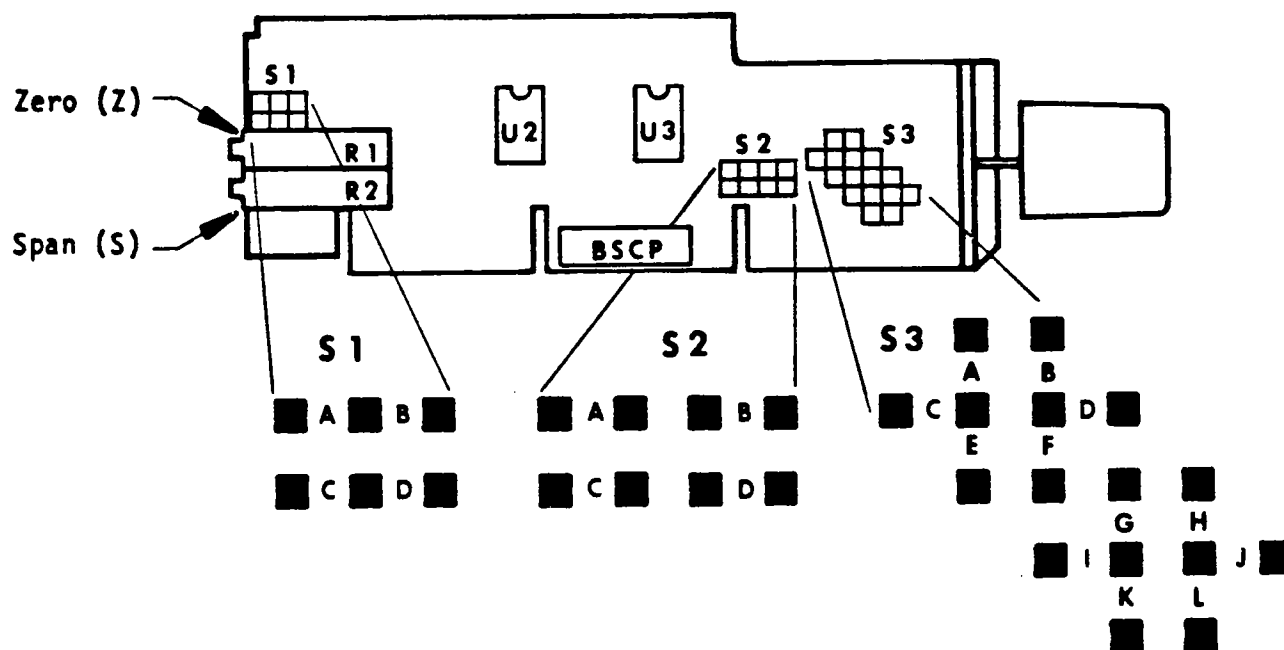 S1
Zero (Z)
R1
R2
Span (S)
U2
U3
S2
S3
BSCP
S1
A B
C D
S2
A B
C D
S3
A B
C D
E F
G H
I J
K L